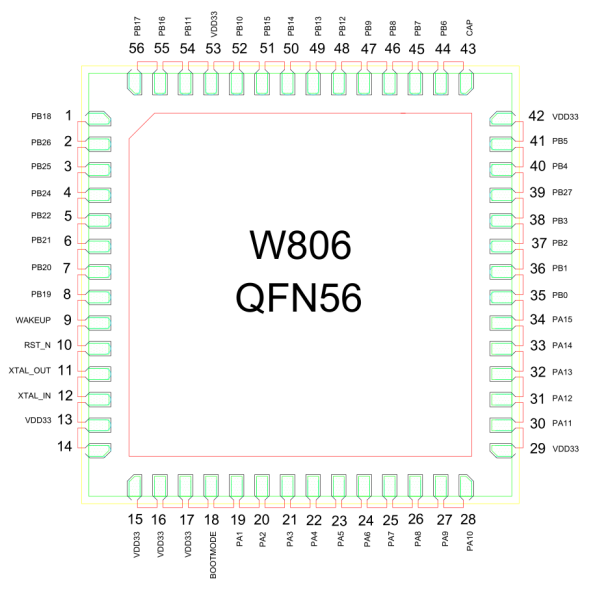 PB17 PB16 PB11 VDD33 PB10 PB15 PB14 PB13 PB12 PB9 PB8 PB7 PB6 CAP
56 55 54 53 52 51 50 49 48 47 46 45 44 43
PB18 1 42 VDD33
PB26 2 41 PB5
PB25 3 40 PB4
PB24 4 39 PB27
PB22 5 38 PB3
PB21 6 37 PB2
PB20 7 36 PB1
PB19 8 35 PB0
WAKEUP 9 34 PA15
RST_N 10 33 PA14
XTAL_OUT 11 32 PA13
XTAL_IN 12 31 PA12
VDD33 13 30 PA11
14 29 VDD33
W806
QFN56
15 16 17 18 19 20 21 22 23 24 25 26 27 28
VDD33 VDD33 VDD33 BOOTMODE PA1 PA2 PA3 PA4 PA5 PA6 PA7 PA8 PA9 PA10